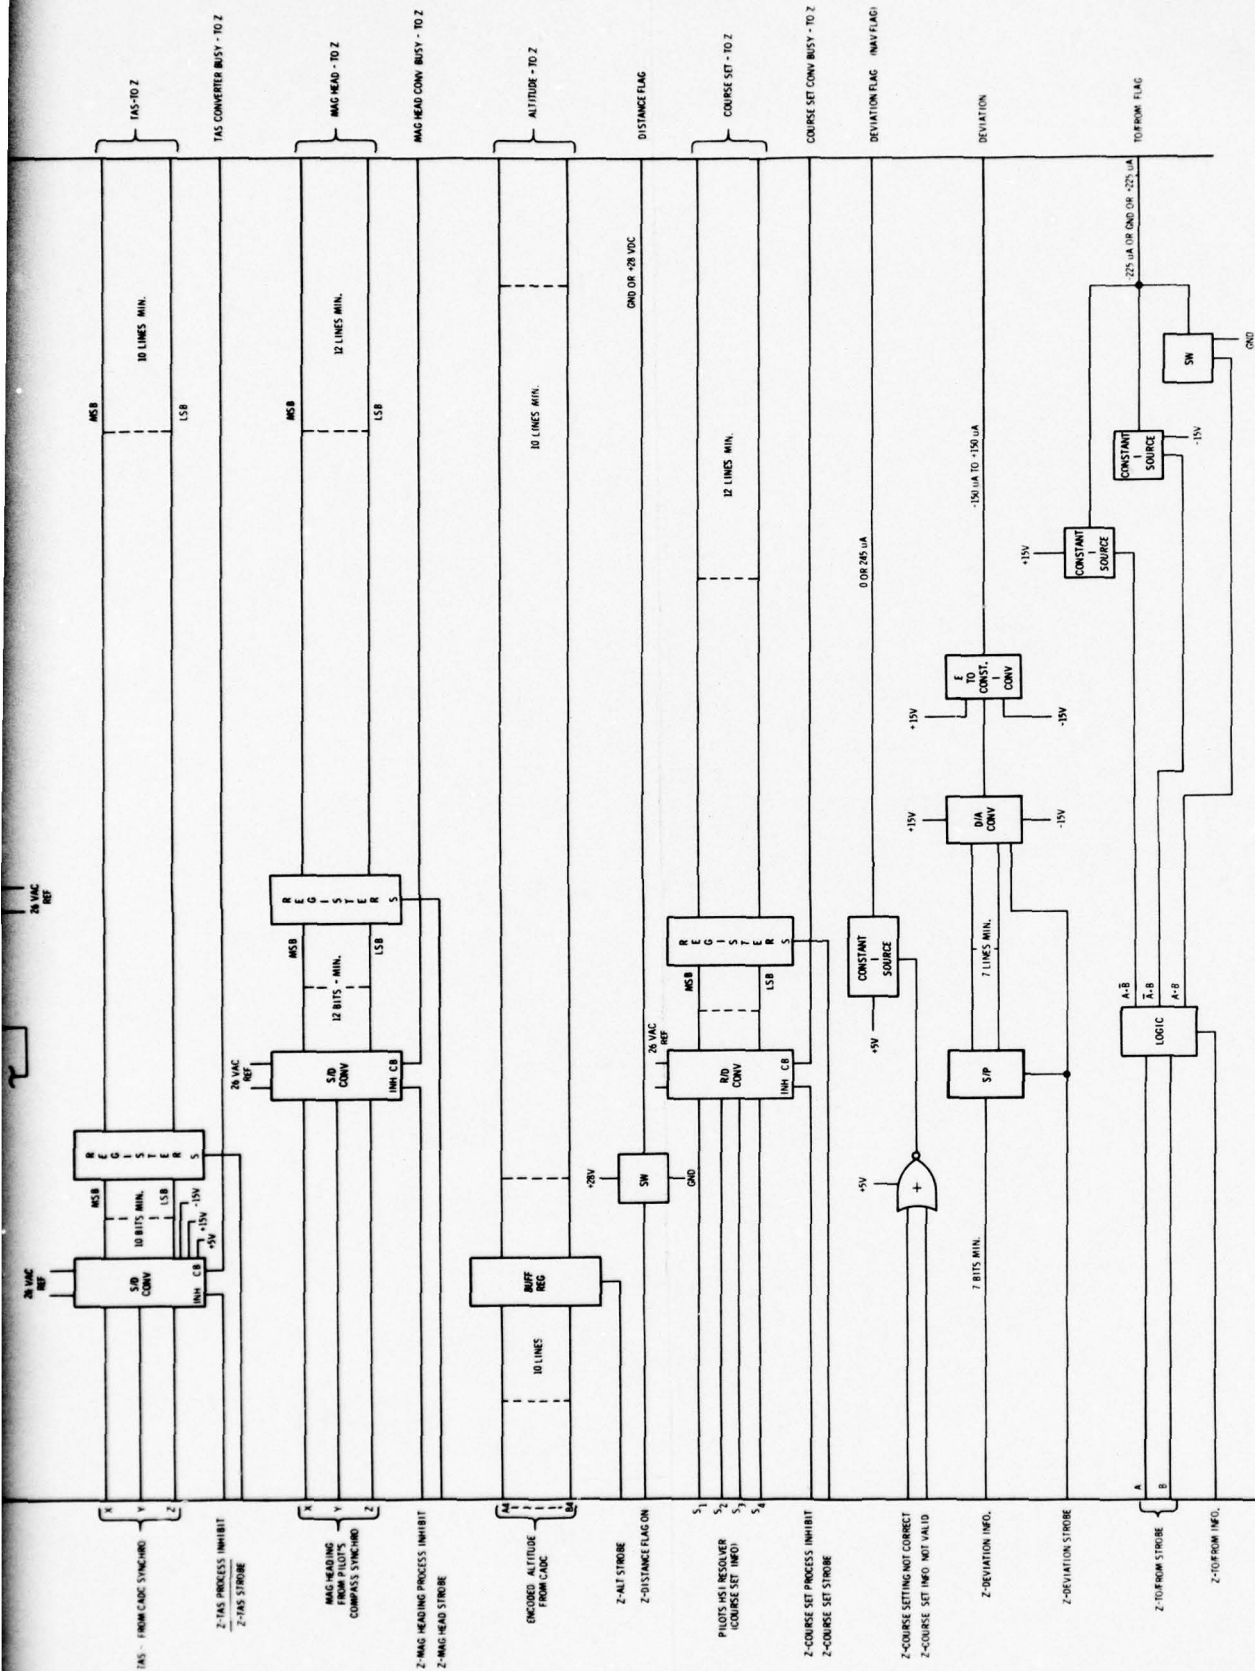 26 VAC
REF
TAS - FROM CADC SYNCHRO
X
Y
Z
26 VAC
REF
S/D
CONV
INH CB
MSB
10 BITS MIN.
LSB
-15V
+15V
+5V
REGISTER S
MSB
10 LINES MIN.
LSB
TAS-TO Z
Z-TAS PROCESS INHIBIT
Z-TAS STROBE
TAS CONVERTER BUSY - TO Z
MAG HEADING
FROM PILOT'S
COMPASS SYNCHRO
X
Y
Z
26 VAC
REF
S/D
CONV
INH CB
MSB
12 BITS - MIN.
LSB
REGISTER S
MSB
12 LINES MIN.
LSB
MAG HEAD - TO Z
Z-MAG HEADING PROCESS INHIBIT
Z-MAG HEAD STROBE
MAG HEAD CONV BUSY - TO Z
ENCODED ALTITUDE
FROM CADC
A4
B4
10 LINES
BUFF
REG
10 LINES MIN.
ALTITUDE - TO Z
Z-ALT STROBE
Z-DISTANCE FLAG ON
+28V
SW
GND
GND OR +28 VDC
DISTANCE FLAG
PILOTS HSI RESOLVER
(COURSE SET INFO)
S1
S2
S3
S4
26 VAC
REF
R/D
CONV
INH CB
MSB
LSB
REGISTER S
12 LINES MIN.
COURSE SET - TO Z
Z-COURSE SET PROCESS INHIBIT
Z-COURSE SET STROBE
COURSE SET CONV BUSY - TO Z
Z-COURSE SETTING NOT CORRECT
Z-COURSE SET INFO NOT VALID
+5V
+
+5V
CONSTANT
I
SOURCE
0 OR 245 uA
DEVIATION FLAG (NAV FLAG)
Z-DEVIATION INFO.
7 BITS MIN.
S/P
7 LINES MIN.
+15V
D/A
CONV
-15V
+15V
E
TO
CONST.
I
CONV
-15V
-150 uA TO +150 uA
DEVIATION
Z-DEVIATION STROBE
Z-TO/FROM STROBE
A
B
LOGIC
A·B̅
A̅·B
A·B
+15V
CONSTANT
I
SOURCE
CONSTANT
I
SOURCE
-15V
SW
GND
-225 uA OR GND OR +225 uA
TO/FROM FLAG
Z-TO/FROM INFO.